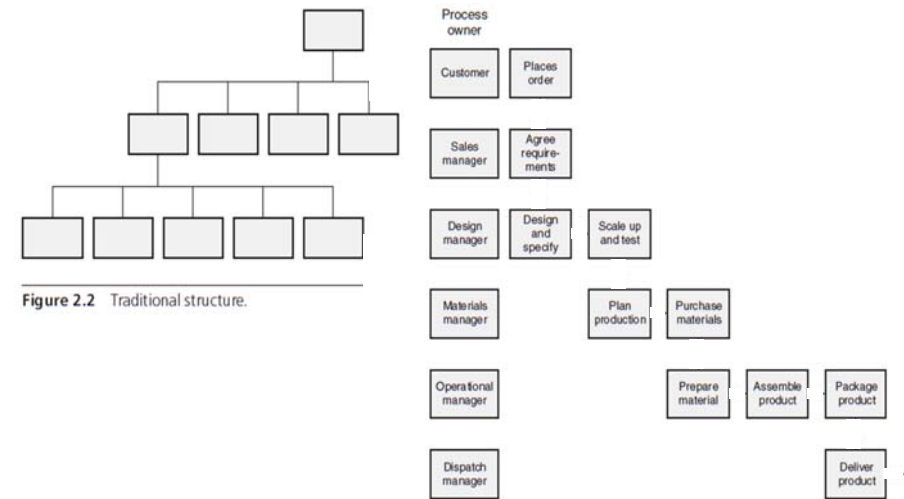 Process
owner
Customer
Places
order
Sales
manager
Agree
require-
ments
Design
manager
Design
and
specify
Scale up
and test
Figure 2.2 Traditional structure.
Materials
manager
Plan
production
Purchase
materials
Operational
manager
Prepare
material
Assemble
product
Package
product
Dispatch
manager
Deliver
product